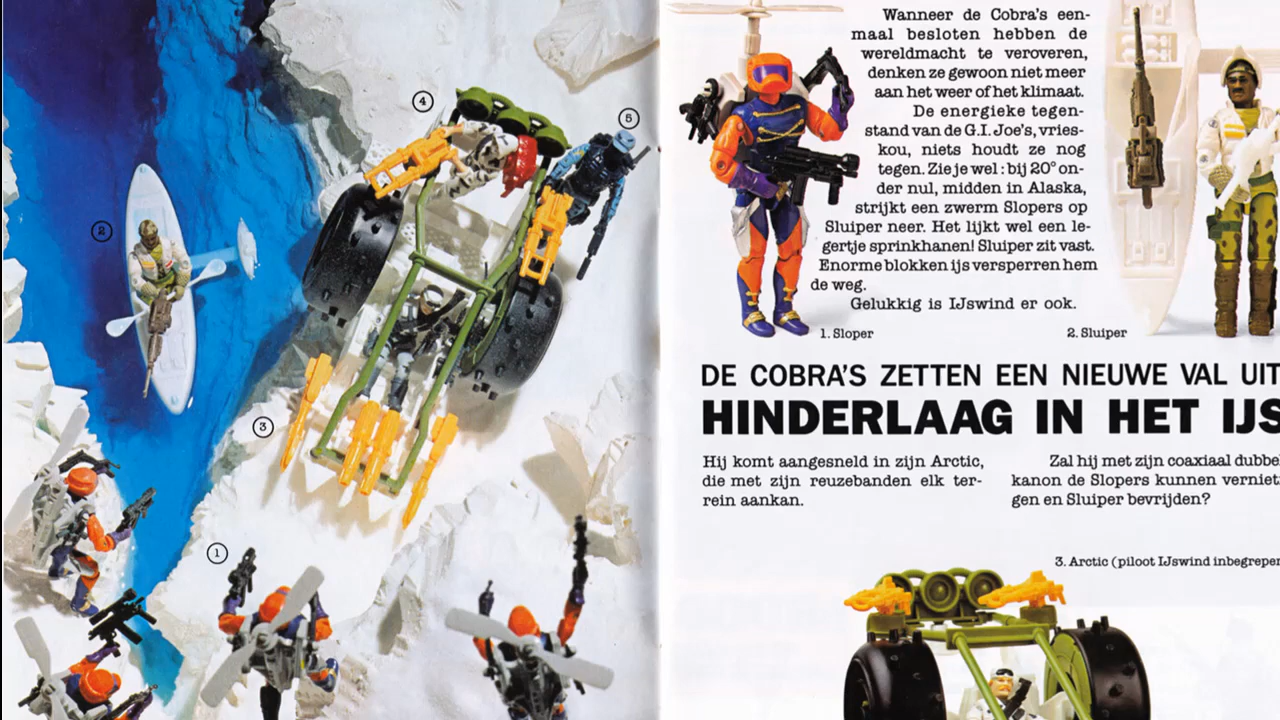 4
5
2
3
1
Wanneer de Cobra's een-
maal besloten hebben de
wereldmacht te veroveren,
denken ze gewoon niet meer
aan het weer of het klimaat.
De energieke tegen-
stand van de G.I. Joe's, vries-
kou, niets houdt ze nog
tegen. Zie je wel : bij 20° on-
der nul, midden in Alaska,
strijkt een zwerm Slopers op
Sluiper neer. Het lijkt wel een le-
gertje sprinkhanen! Sluiper zit vast.
Enorme blokken ijs versperren hem
de weg.
Gelukkig is IJswind er ook.
1. Sloper
2. Sluiper
DE COBRA'S ZETTEN EEN NIEUWE VAL UIT
HINDERLAAG IN HET IJS
Hij komt aangesneld in zijn Arctic,
die met zijn reuzebanden elk ter-
rein aankan.
Zal hij met zijn coaxiaal dubbel
kanon de Slopers kunnen verniet
gen en Sluiper bevrijden?
3. Arctic (piloot IJswind inbegrepen